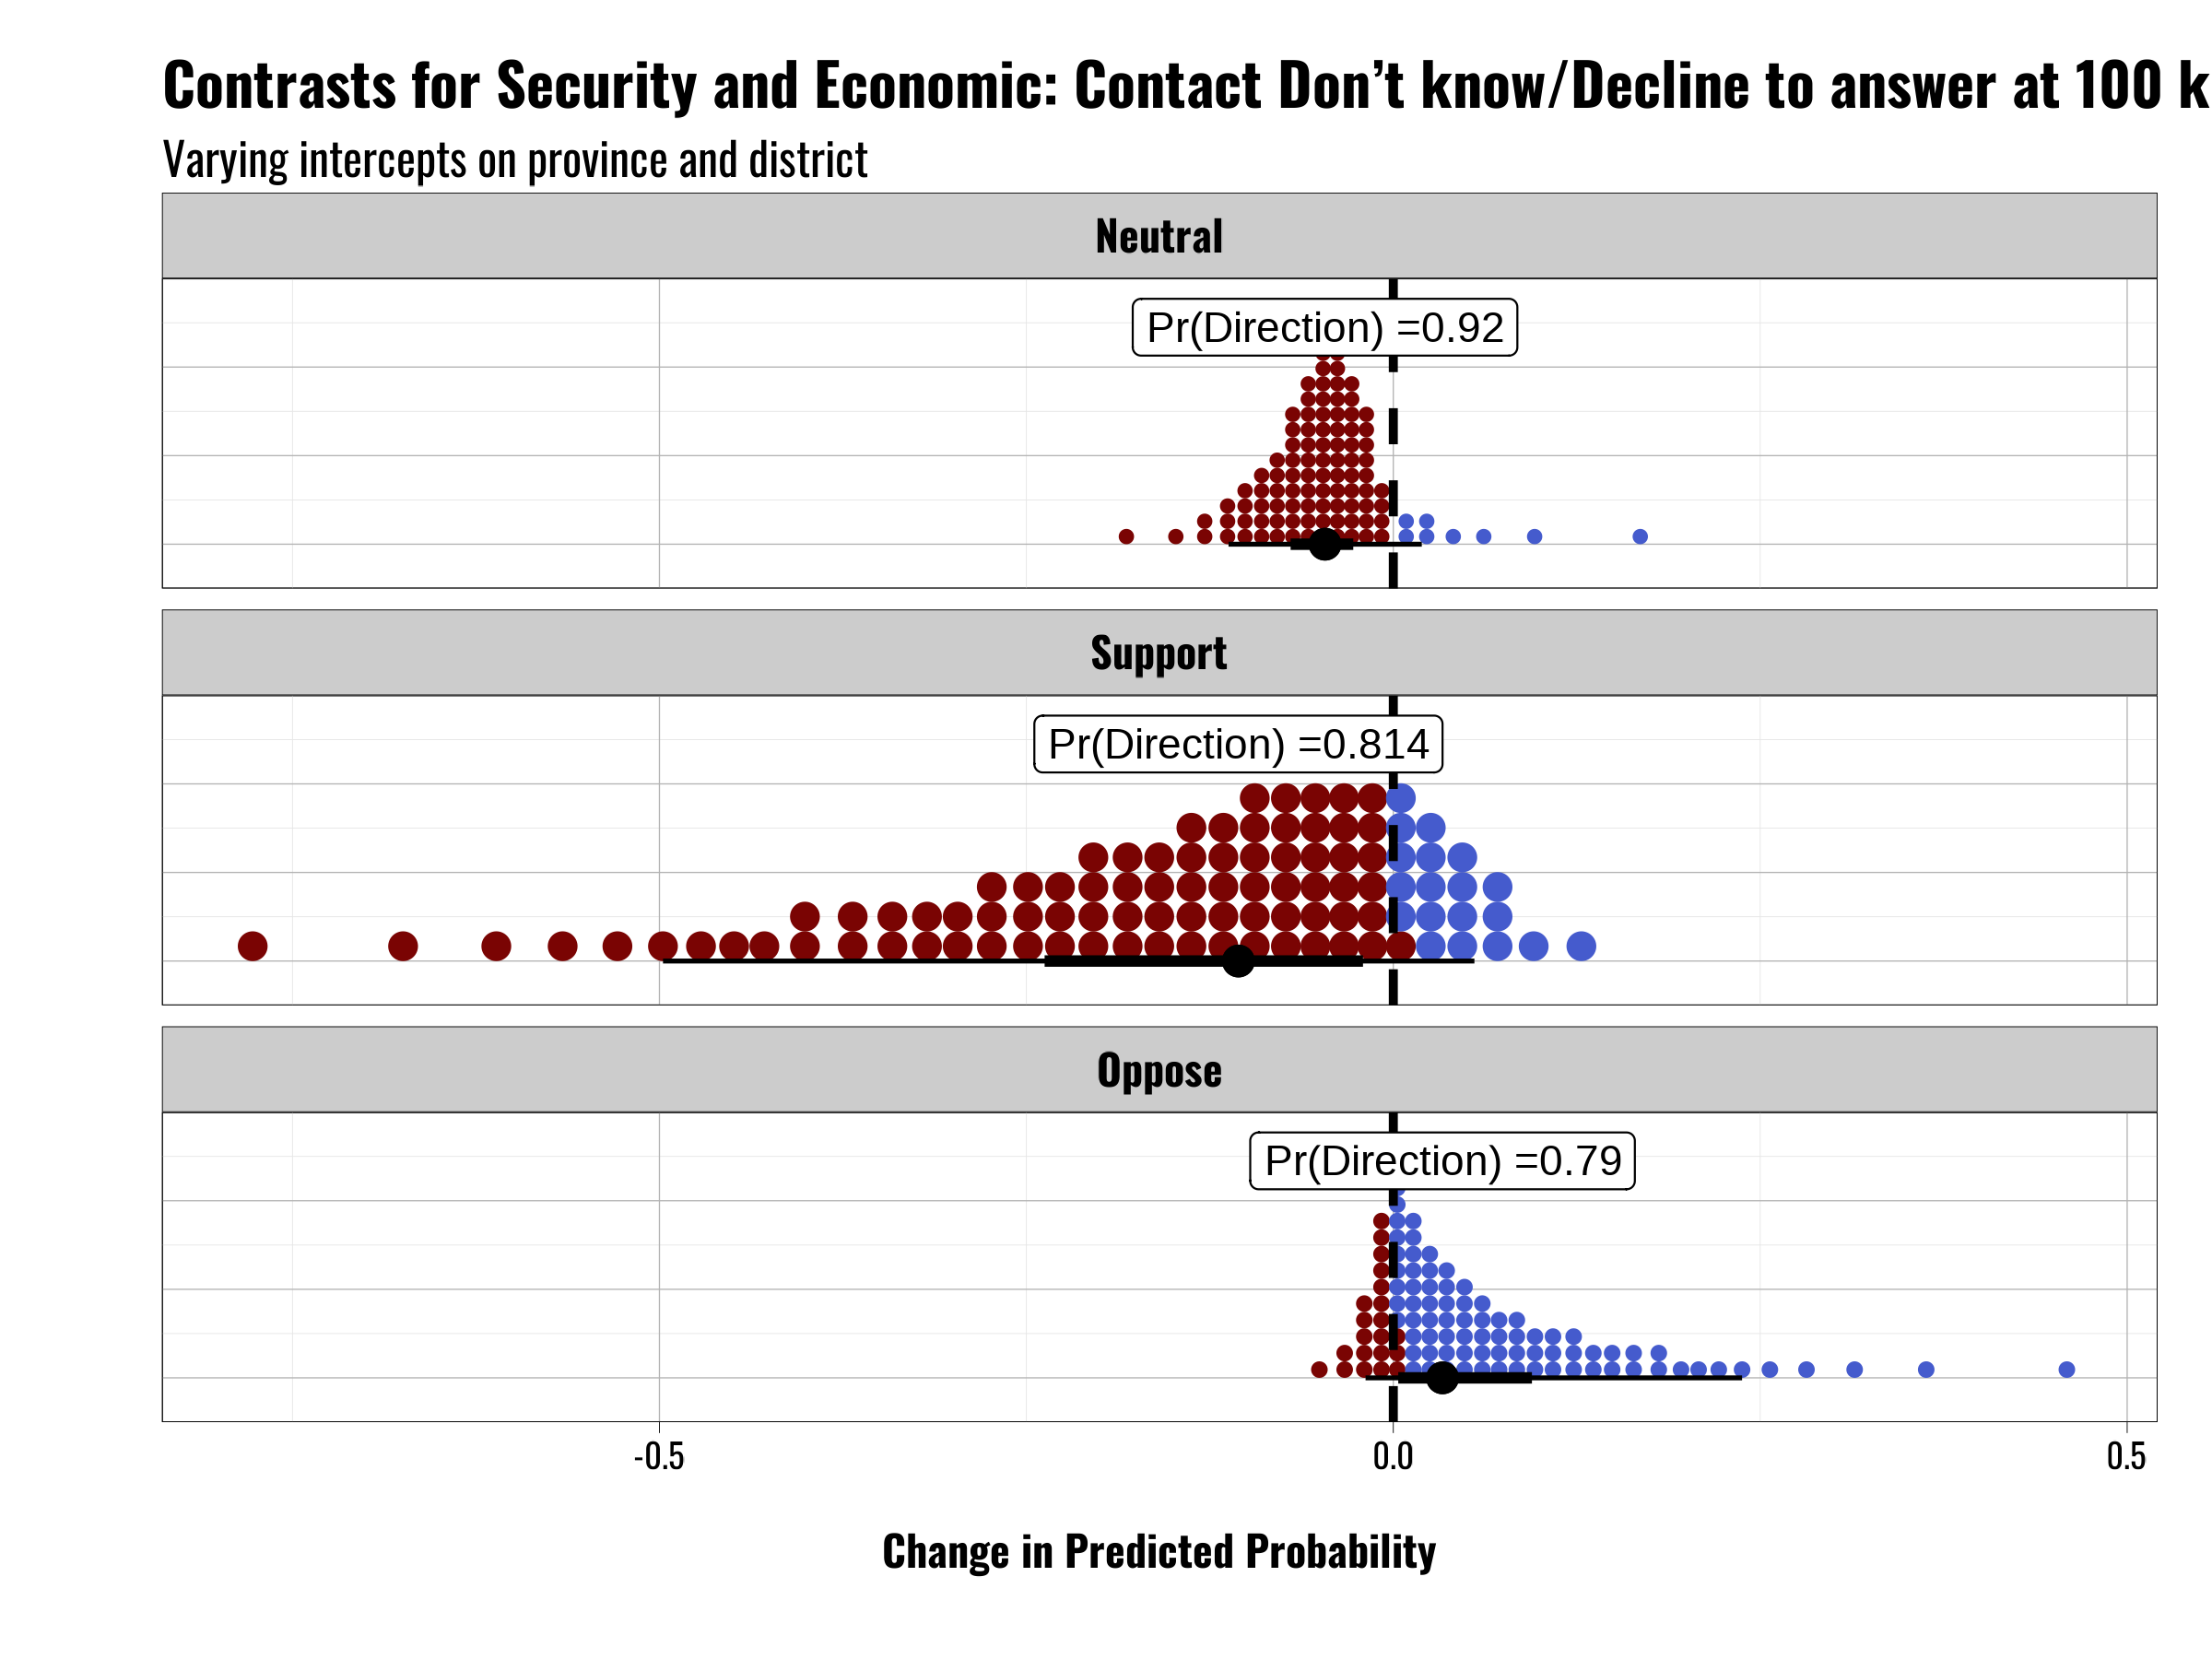 Contrasts for Security and Economic: Contact Don’t know/Decline to answer at 100 k
Varying intercepts on province and district
Neutral
Pr(Direction) =0.92
Support
Pr(Direction) =0.814
Oppose
Pr(Direction) =0.79
-0.5 0.0 0.5
Change in Predicted Probability